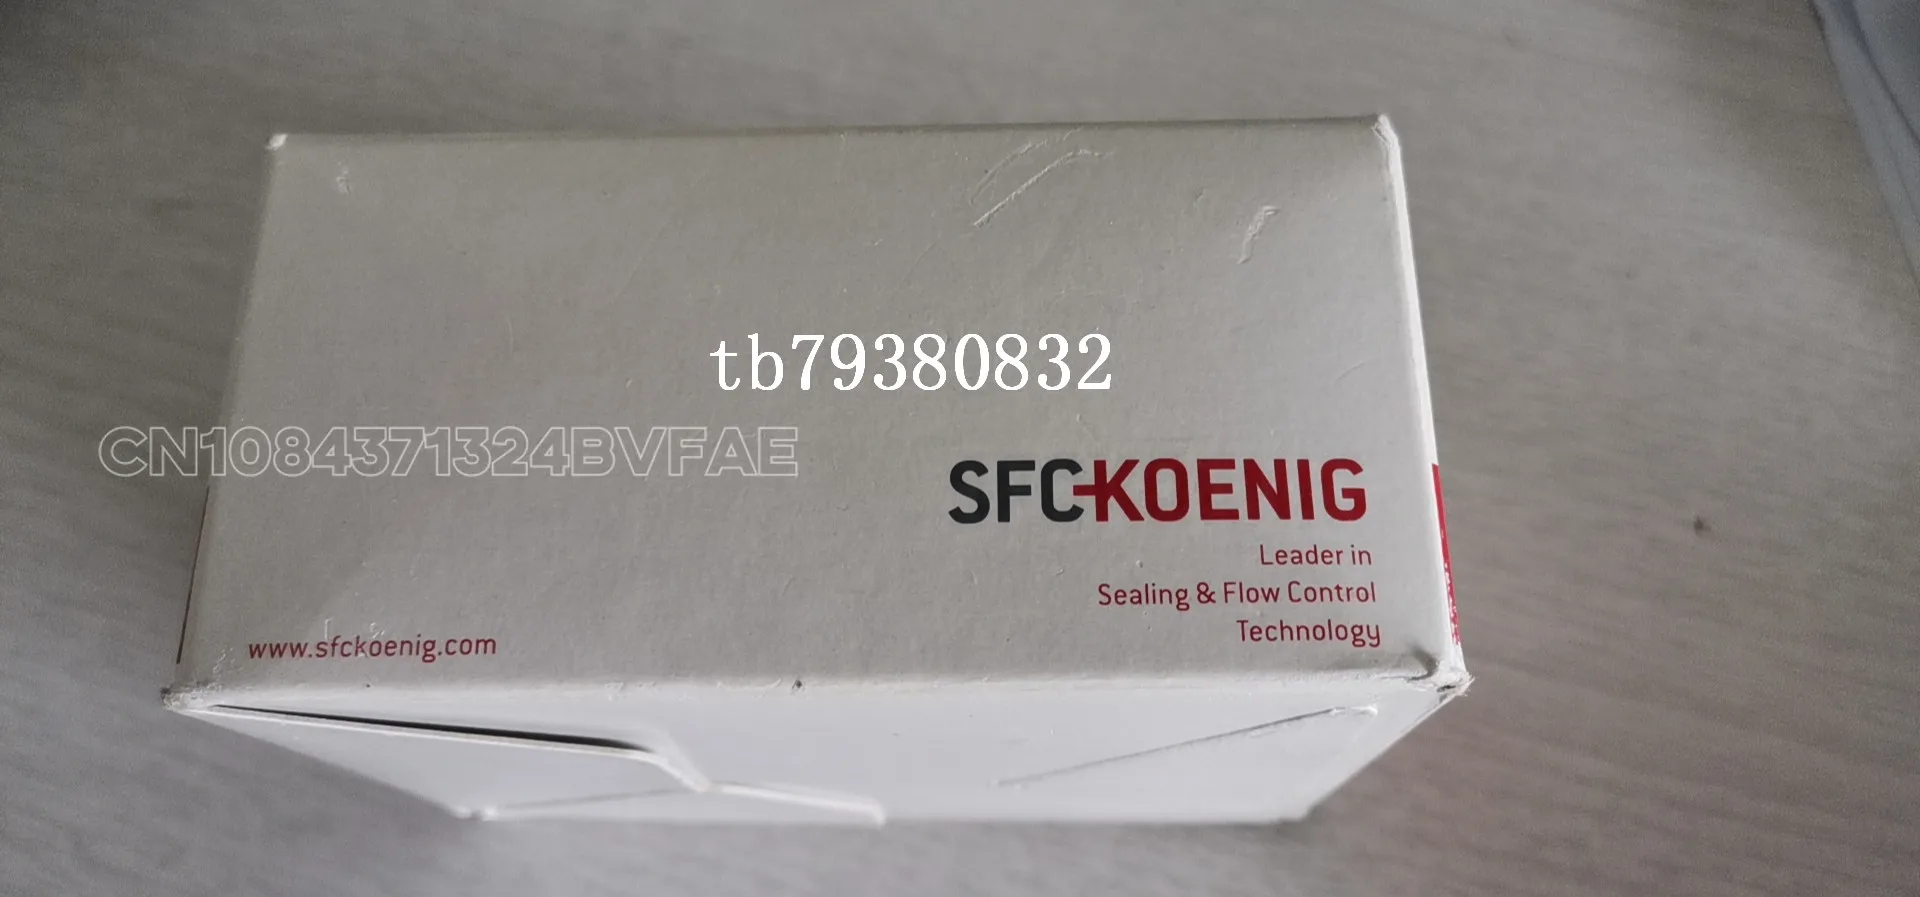 tb79380832
CN1084371324BVFAE
SFC KOENIG
Leader in
Sealing & Flow Control
Technology
www.sfckoenig.com